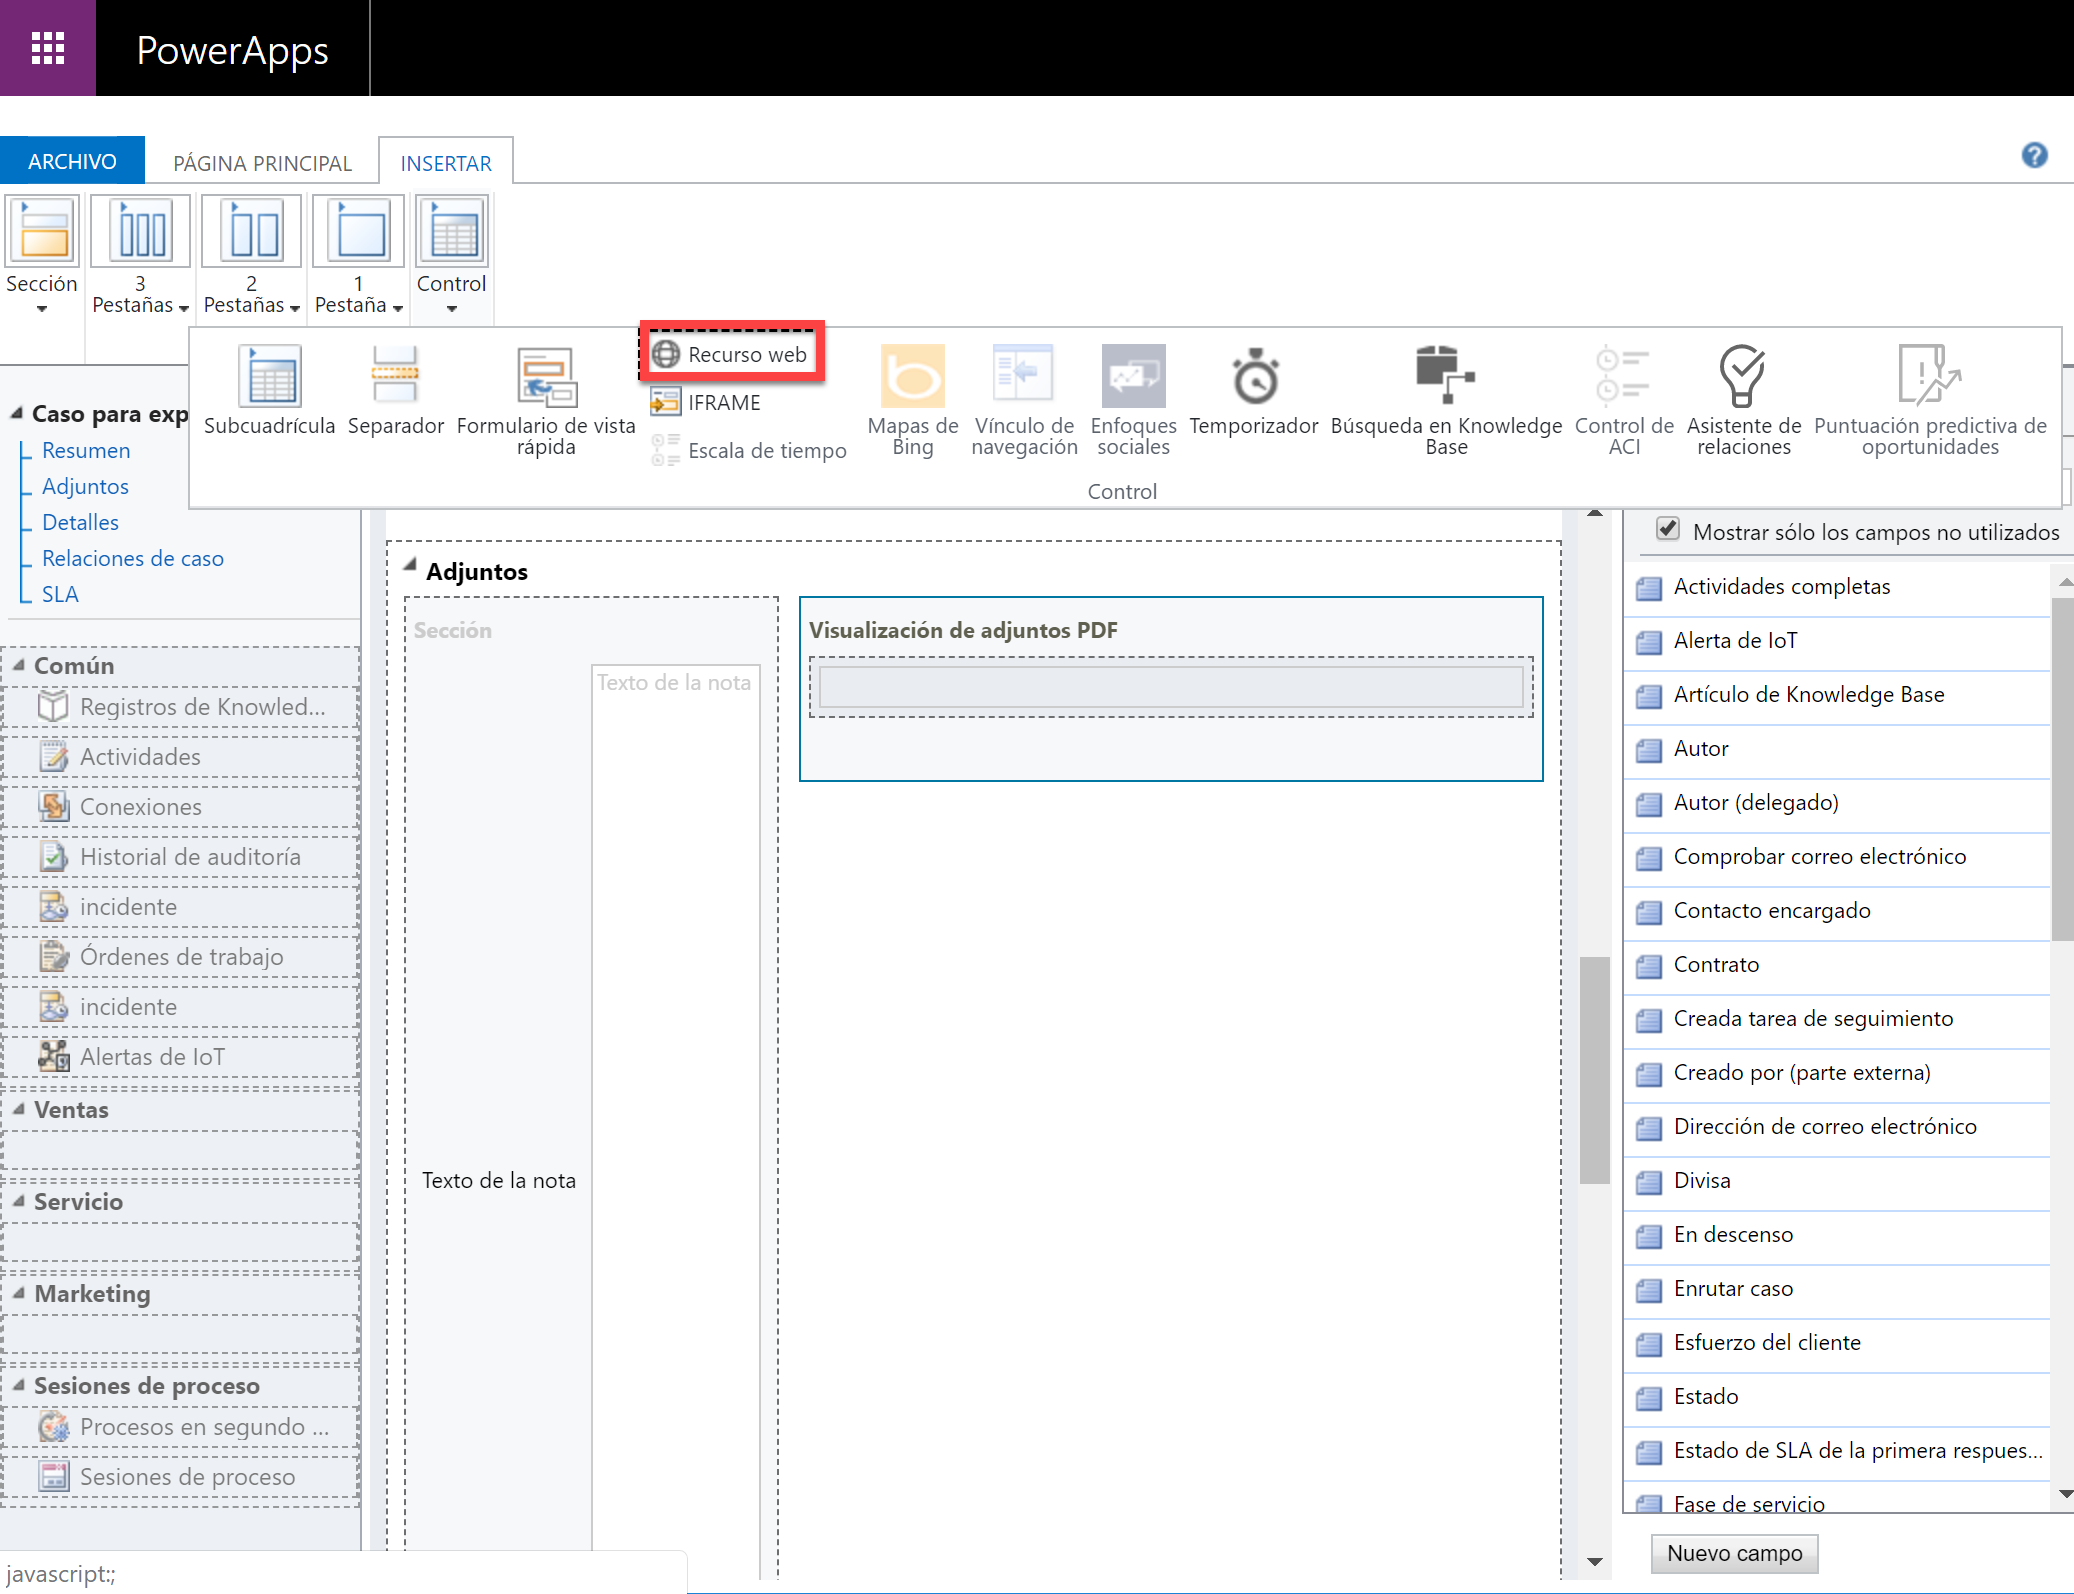 PowerApps
ARCHIVO
PÁGINA PRINCIPAL
INSERTAR
Sección
3
Pestañas
2
Pestañas
1
Pestaña
Control
Subcuadrícula
Separador
Formulario de vista
rápida
Recurso web
IFRAME
Escala de tiempo
Mapas de
Bing
Vínculo de
navegación
Enfoques
sociales
Temporizador
Búsqueda en Knowledge
Base
Control de
ACI
Asistente de
relaciones
Puntuación predictiva de
oportunidades
Control
Caso para exp
Resumen
Adjuntos
Detalles
Relaciones de caso
SLA
Común
Registros de Knowled...
Actividades
Conexiones
Historial de auditoría
incidente
Órdenes de trabajo
incidente
Alertas de IoT
Ventas
Servicio
Marketing
Sesiones de proceso
Procesos en segundo ...
Sesiones de proceso
javascript:;
Adjuntos
Sección
Texto de la nota
Texto de la nota
Visualización de adjuntos PDF
Mostrar sólo los campos no utilizados
Actividades completas
Alerta de IoT
Artículo de Knowledge Base
Autor
Autor (delegado)
Comprobar correo electrónico
Contacto encargado
Contrato
Creada tarea de seguimiento
Creado por (parte externa)
Dirección de correo electrónico
Divisa
En descenso
Enrutar caso
Esfuerzo del cliente
Estado
Estado de SLA de la primera respues...
Fase de servicio
Nuevo campo